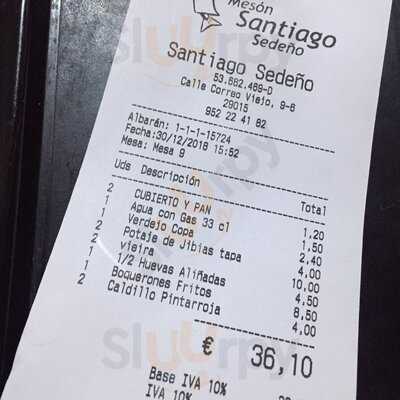 Mesón
Santiago
Sedeño
Santiago Sedeño
53.682.469-D
Calle Correo Viejo, 9-6
29015
952 22 41 82
Albarán: 1-1-1-15724
Fecha:30/12/2018 15:52
Mesa: Mesa 9
Uds Descripción Total
2 CUBIERTO Y PAN 1,20
1 Agua con Gas 33 cl 1,50
1 Verdejo Copa 2,40
2 Potaje de Jibias tapa 4,00
2 vieira 10,00
1 1/2 Huevas Aliñadas 4,50
1 Boquerones Fritos 8,50
2 Caldillo Pintarroja 4,00
€ 36,10
Base IVA 10%
IVA 10%
Sluurpy
Sluurpy